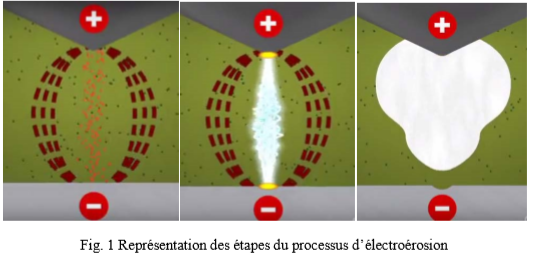 + + +
− − −
Fig. 1 Représentation des étapes du processus d’électroérosion